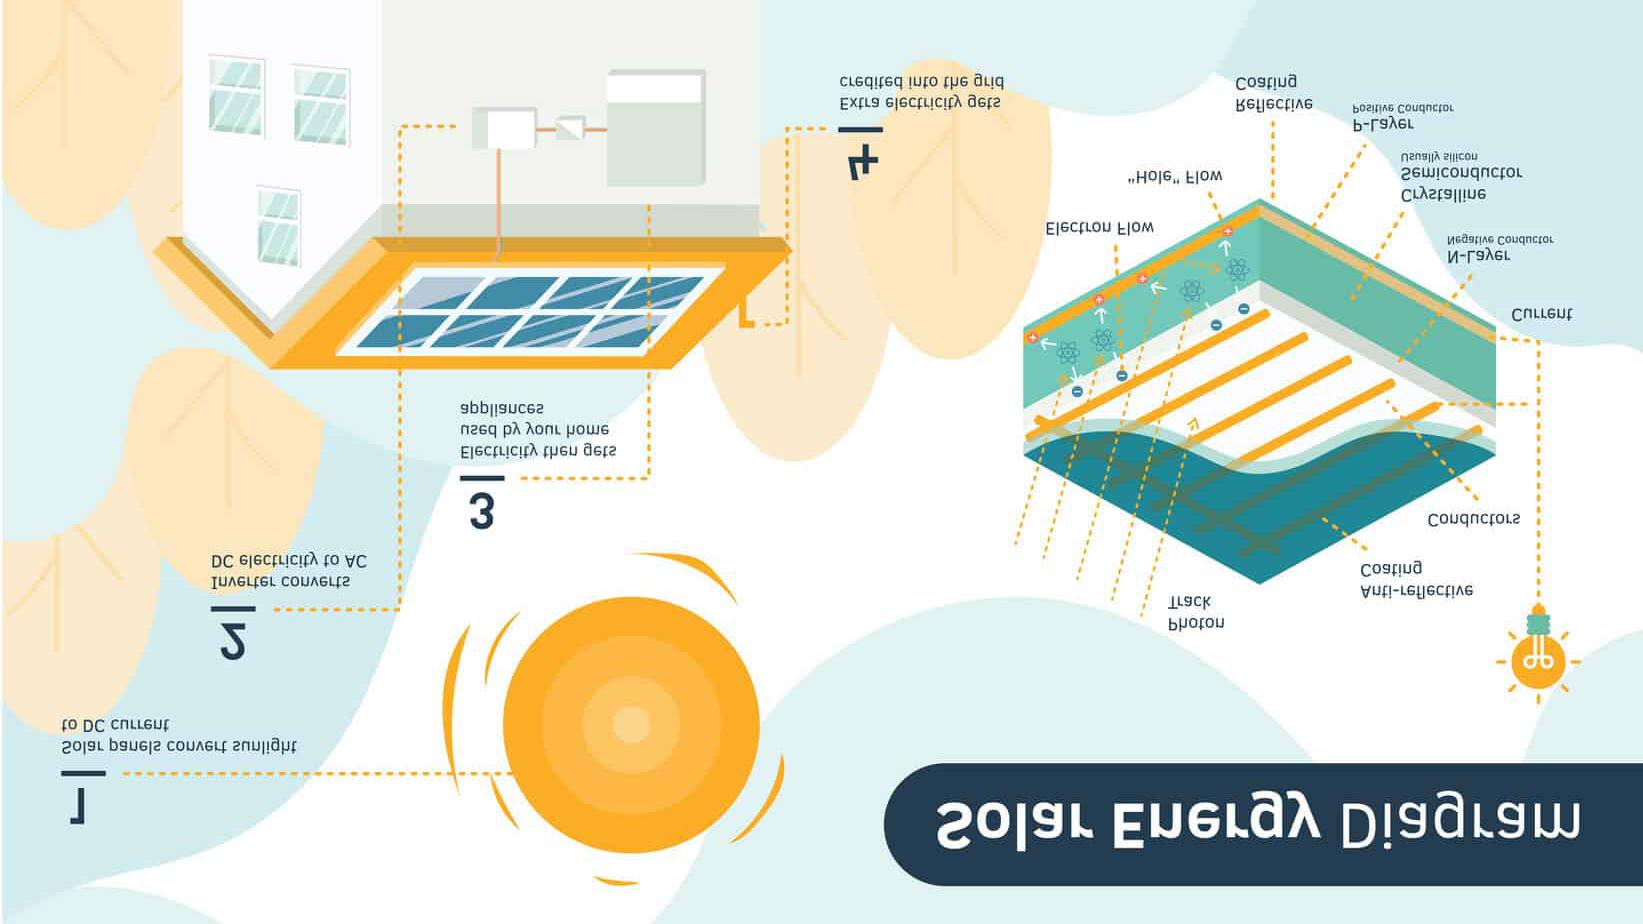 Solar Energy Diagram
1
Solar panels convert sunlight
to DC current
2
Inverter converts
DC electricity to AC
3
Electricity then gets
used by your home
appliances
4
Extra electricity gets
credited into the grid
Photon
Track
Anti-reflective
Coating
Conductors
Current
N-Layer
Negative Conductor
Crystalline
Semiconductor
Usually silicon
P-Layer
Positive Conductor
Reflective
Coating
"Hole" Flow
Electron Flow